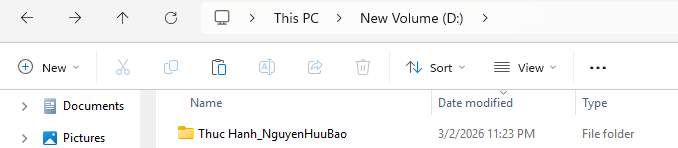 This PC > New Volume (D:) >
New Sort View ...
Name Date modified Type
Documents
Thuc Hanh_NguyenHuuBao 3/2/2026 11:23 PM File folder
Pictures